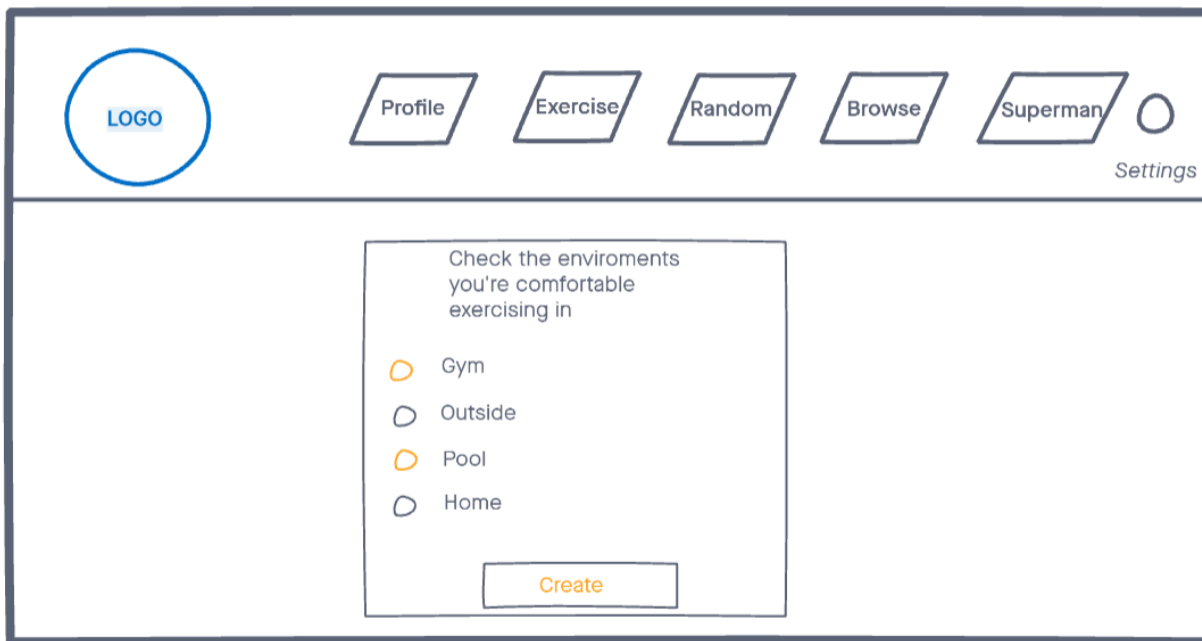 LOGO
Profile
Exercise
Random
Browse
Superman
Settings
Check the enviroments
you're comfortable
exercising in
Gym
Outside
Pool
Home
Create